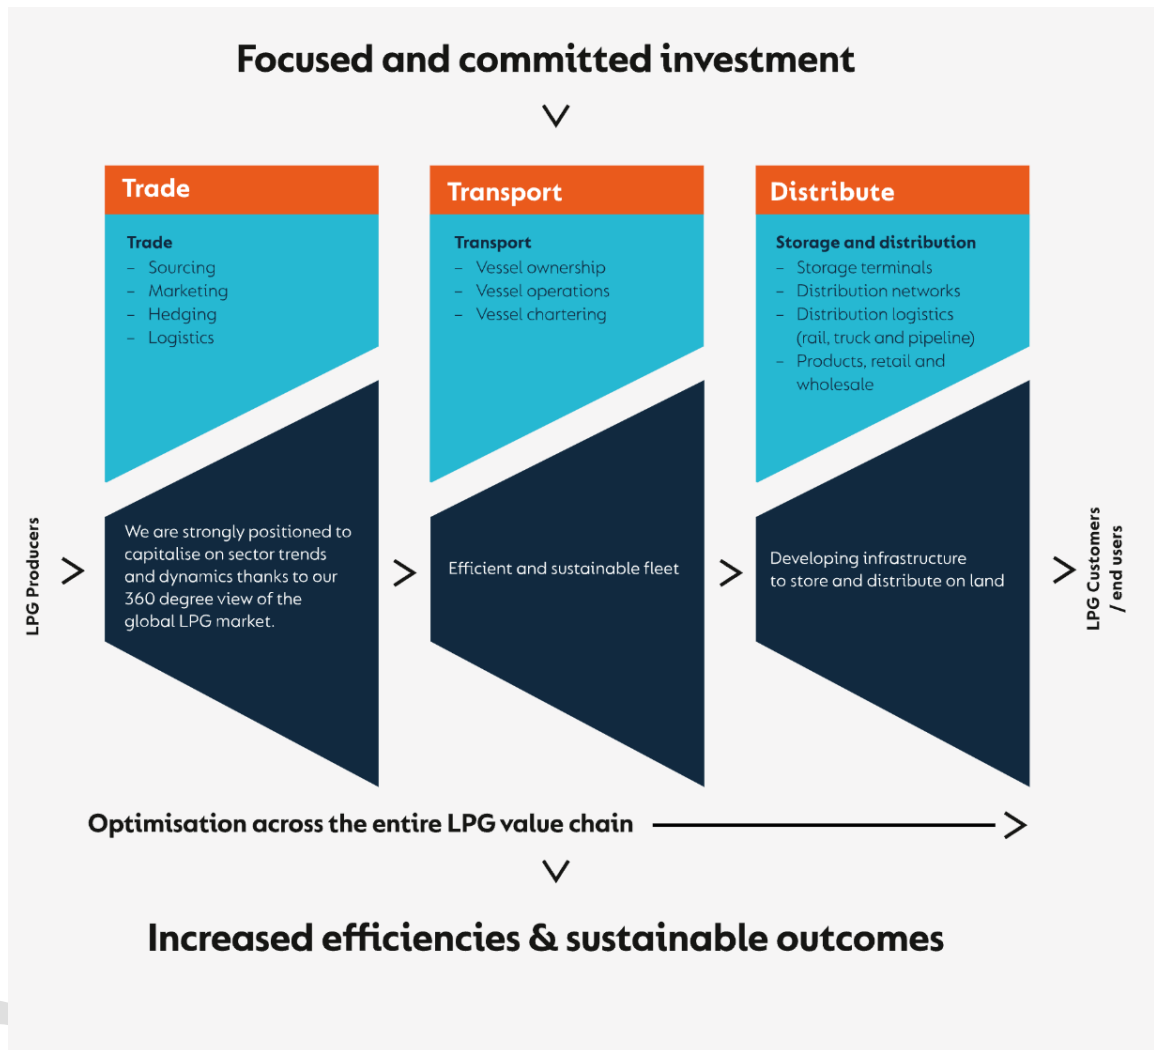 Focused and committed investment
Trade
Trade
- Sourcing
- Marketing
- Hedging
- Logistics
Transport
Transport
- Vessel ownership
- Vessel operations
- Vessel chartering
Distribute
Storage and distribution
- Storage terminals
- Distribution networks
- Distribution logistics
(rail, truck and pipeline)
- Products, retail and
wholesale
LPG Producers
We are strongly positioned to
capitalise on sector trends
and dynamics thanks to our
360 degree view of the
global LPG market.
Efficient and sustainable fleet
Developing infrastructure
to store and distribute on land
LPG Customers
/ end users
Optimisation across the entire LPG value chain
Increased efficiencies & sustainable outcomes